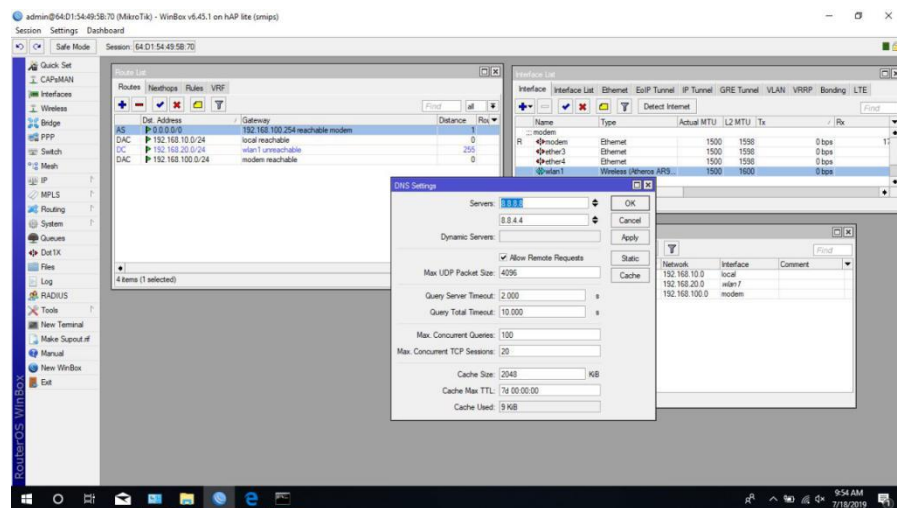 admin@64:D1:54:49:5B:70 (MikroTik) - WinBox v6.45.1 on hAP lite (smips)
Session Settings Dashboard
Safe Mode Session: 64:D1:54:49:5B:70
Quick Set
CAPsMAN
Interfaces
Wireless
Bridge
PPP
Switch
Mesh
IP
MPLS
Routing
System
Queues
Dot1X
Files
Log
RADIUS
Tools
New Terminal
Make Supout.rif
Manual
New WinBox
Exit
RouterOS WinBox
Route List
Routes Nexthops Rules VRF
Find all
Dst. Address Gateway Distance
AS 0.0.0.0/0 192.168.100.254 reachable modem 1
DAC 192.168.10.0/24 local reachable 0
DC 192.168.20.0/24 wlan1 unreachable 255
DAC 192.168.100.0/24 modem reachable 0
4 items (1 selected)
Interface List
Interface Interface List Ethernet EoIP Tunnel IP Tunnel GRE Tunnel VLAN VRRP Bonding LTE
Detect Internet Find
Name Type Actual MTU L2 MTU Tx Rx
::: modem
R modem Ethernet 1500 1598 0 bps
ether3 Ethernet 1500 1598 0 bps
ether4 Ethernet 1500 1598 0 bps
wlan1 Wireless (Atheros AR9... 1500 1600 0 bps
DNS Settings
Servers: 8.8.8.8
8.8.4.4
Dynamic Servers:
Allow Remote Requests
Max UDP Packet Size: 4096
Query Server Timeout: 2.000 s
Query Total Timeout: 10.000 s
Max. Concurrent Queries: 100
Max. Concurrent TCP Sessions: 20
Cache Size: 2048 KiB
Cache Max TTL: 7d 00:00:00
Cache Used: 9 KiB
OK
Cancel
Apply
Static
Cache
Find
Network Interface Comment
192.168.10.0 local
192.168.20.0 wlan1
192.168.100.0 modem
9:54 AM
7/18/2019